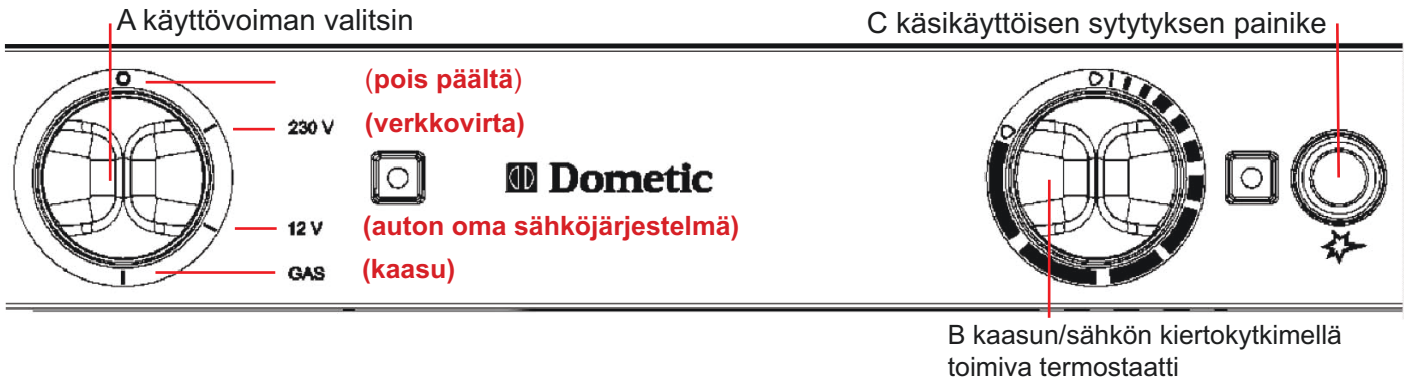 A käyttövoiman valitsin
C käsikäyttöisen sytytyksen painike
(pois päältä)
230 V (verkkovirta)
Dometic
12 V (auton oma sähköjärjestelmä)
GAS (kaasu)
B kaasun/sähkön kiertokytkimellä
toimiva termostaatti